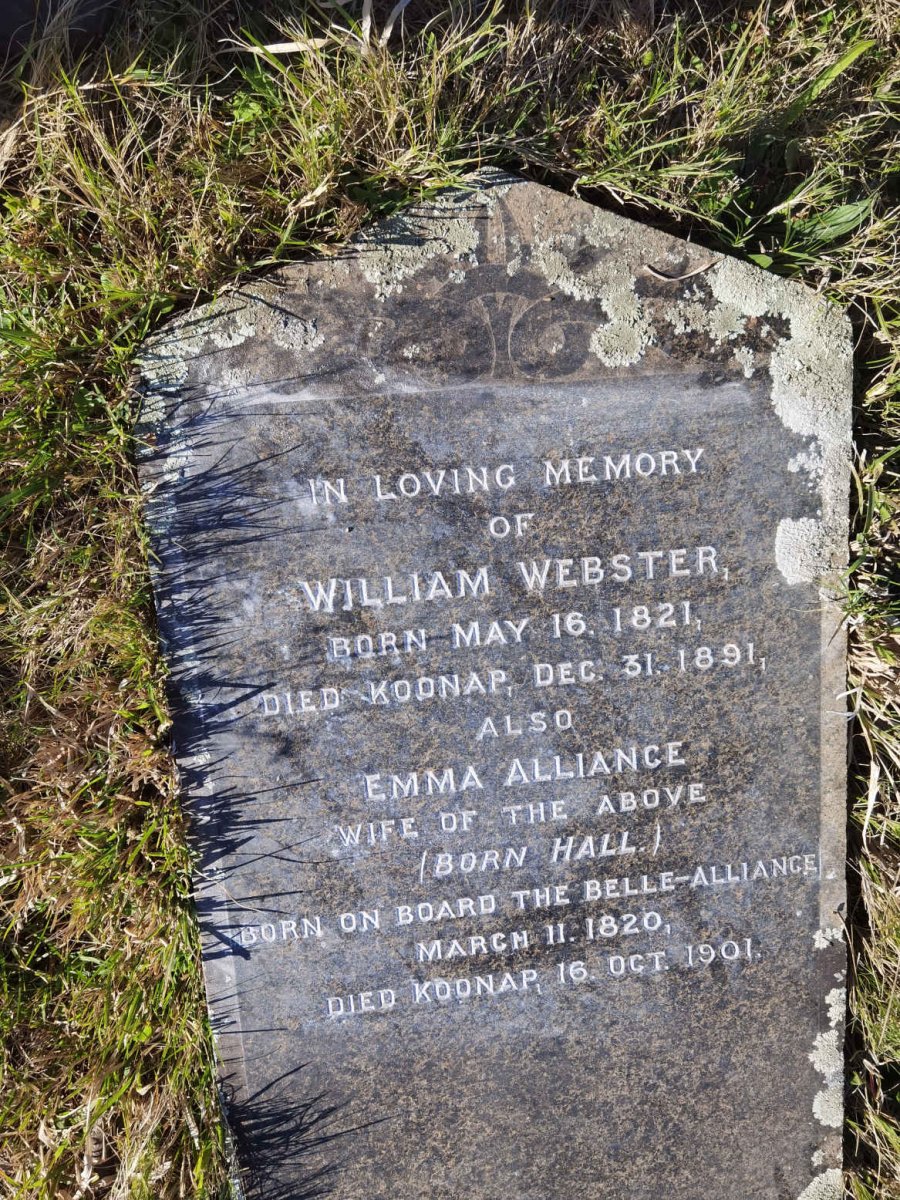 IN LOVING MEMORY
OF
WILLIAM WEBSTER,
BORN MAY 16. 1821,
DIED KOONAP, DEC. 31. 1891,
ALSO
EMMA ALLIANCE
WIFE OF THE ABOVE
(BORN HALL.)
BORN ON BOARD THE BELLE-ALLIANCE
MARCH 11. 1820,
DIED KOONAP, 16. OCT. 1901.